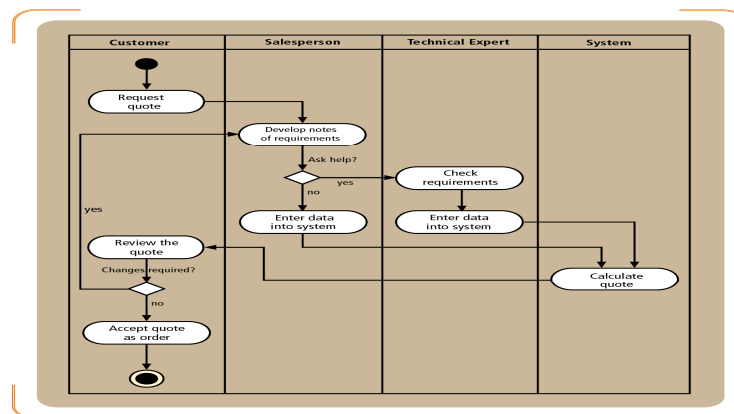 Customer
Salesperson
Technical Expert
System
Request
quote
Develop notes
of requirements
Ask help?
yes
no
Check
requirements
Enter data
into system
Enter data
into system
yes
Review the
quote
Changes required?
no
Calculate
quote
Accept quote
as order